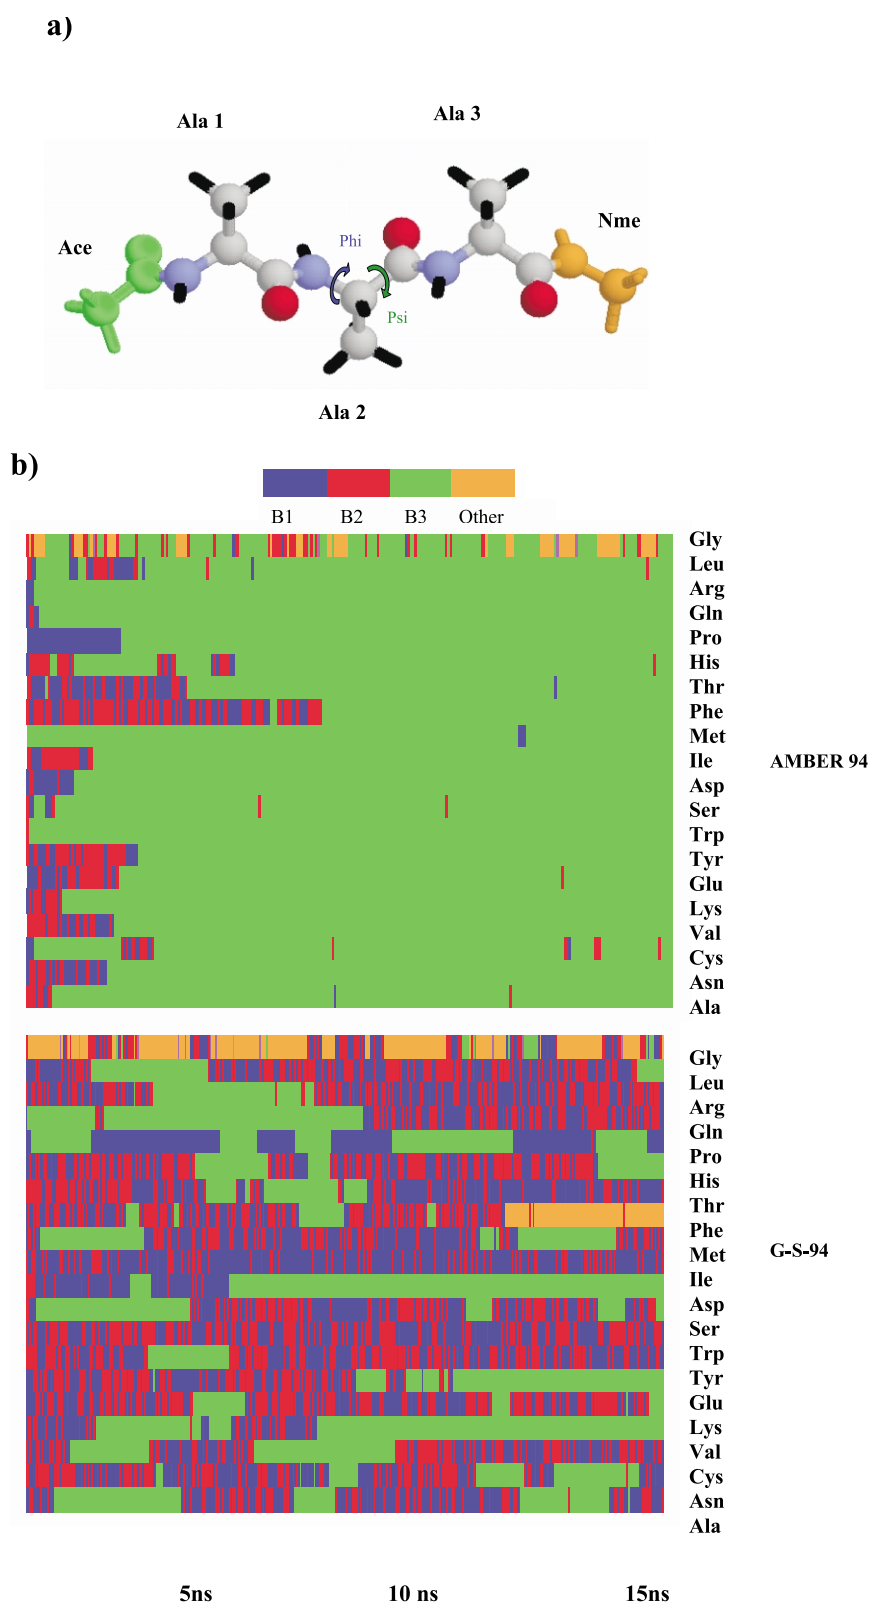 a)
Ala 1
Ala 3
Ace
Phi
Nme
Psi
Ala 2
b)
B1 B2 B3 Other
Gly
Leu
Arg
Gln
Pro
His
Thr
Phe
Met
Ile
Asp
Ser
Trp
Tyr
Glu
Lys
Val
Cys
Asn
Ala
AMBER 94
Gly
Leu
Arg
Gln
Pro
His
Thr
Phe
Met
Ile
Asp
Ser
Trp
Tyr
Glu
Lys
Val
Cys
Asn
Ala
G-S-94
5ns 10 ns 15ns